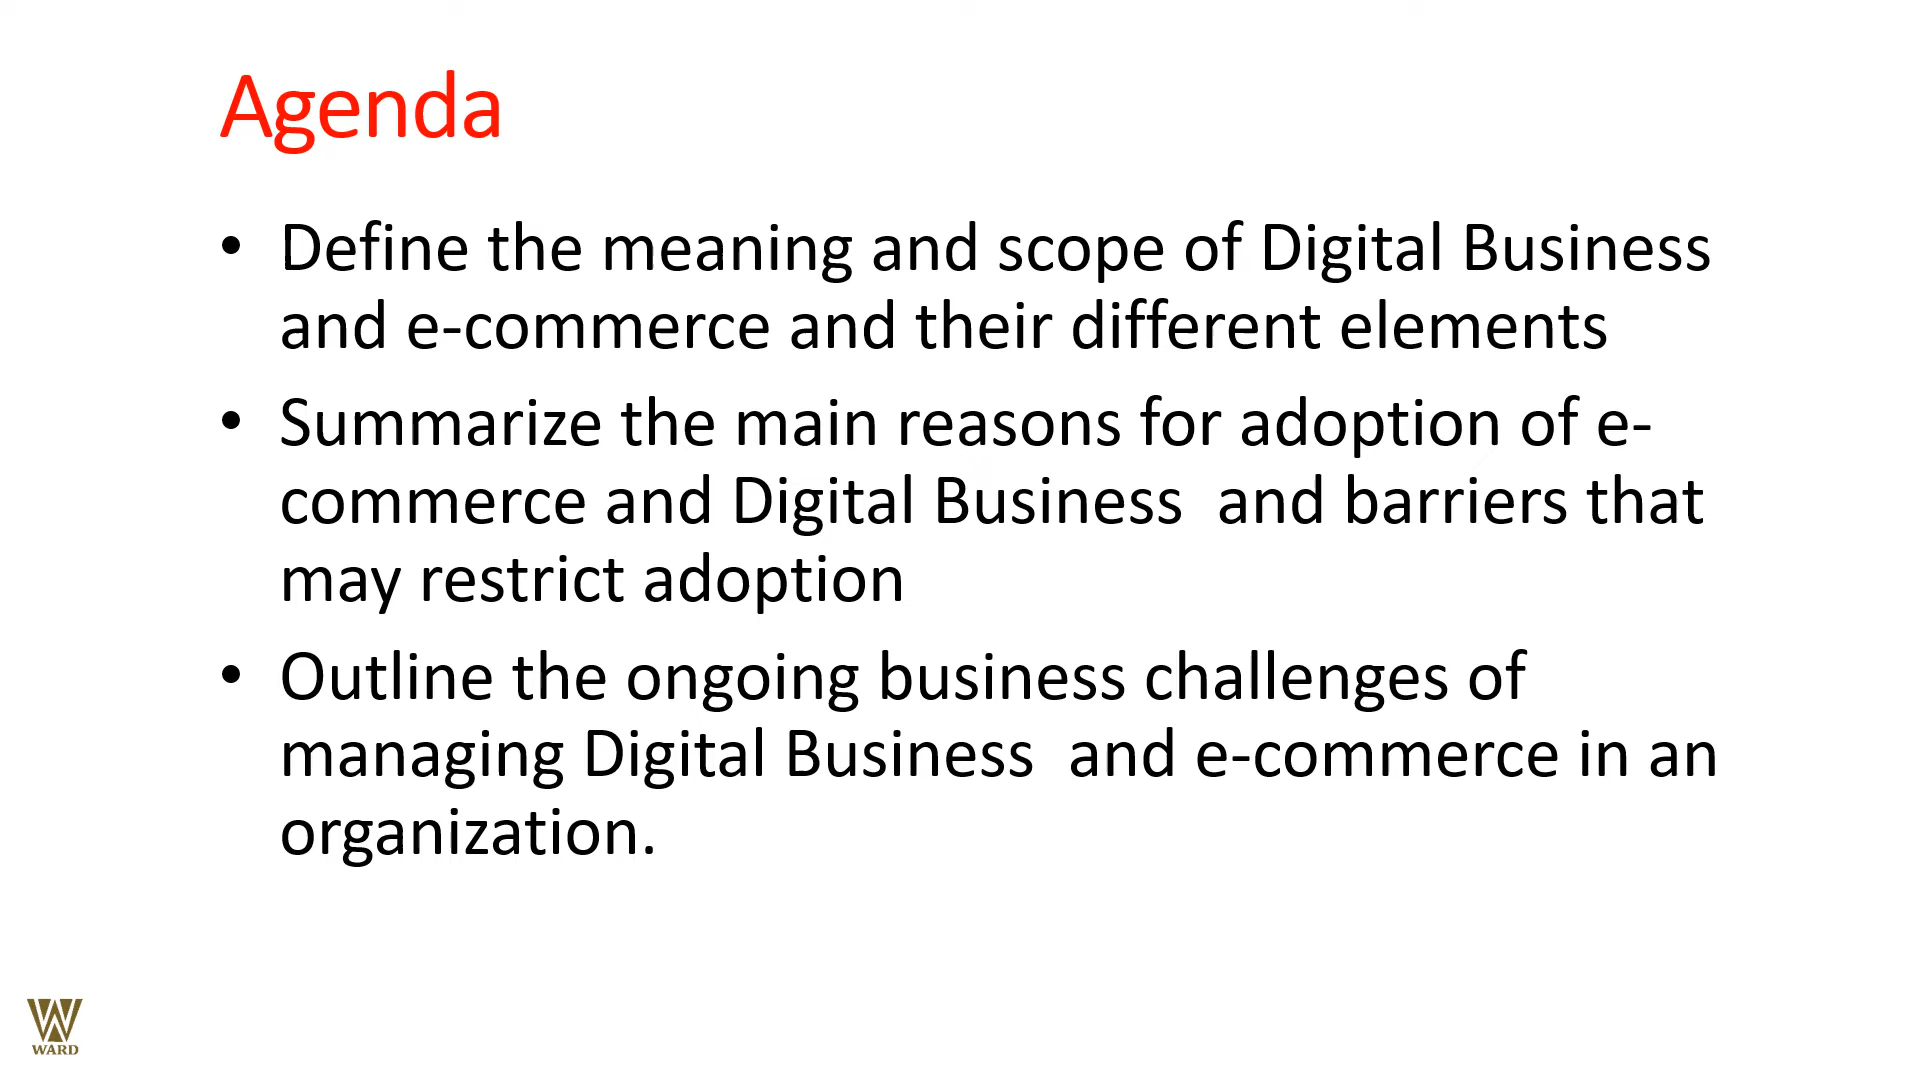 Agenda
• Define the meaning and scope of Digital Business
and e-commerce and their different elements
• Summarize the main reasons for adoption of e-
commerce and Digital Business  and barriers that
may restrict adoption
• Outline the ongoing business challenges of
managing Digital Business  and e-commerce in an
organization.
WARD